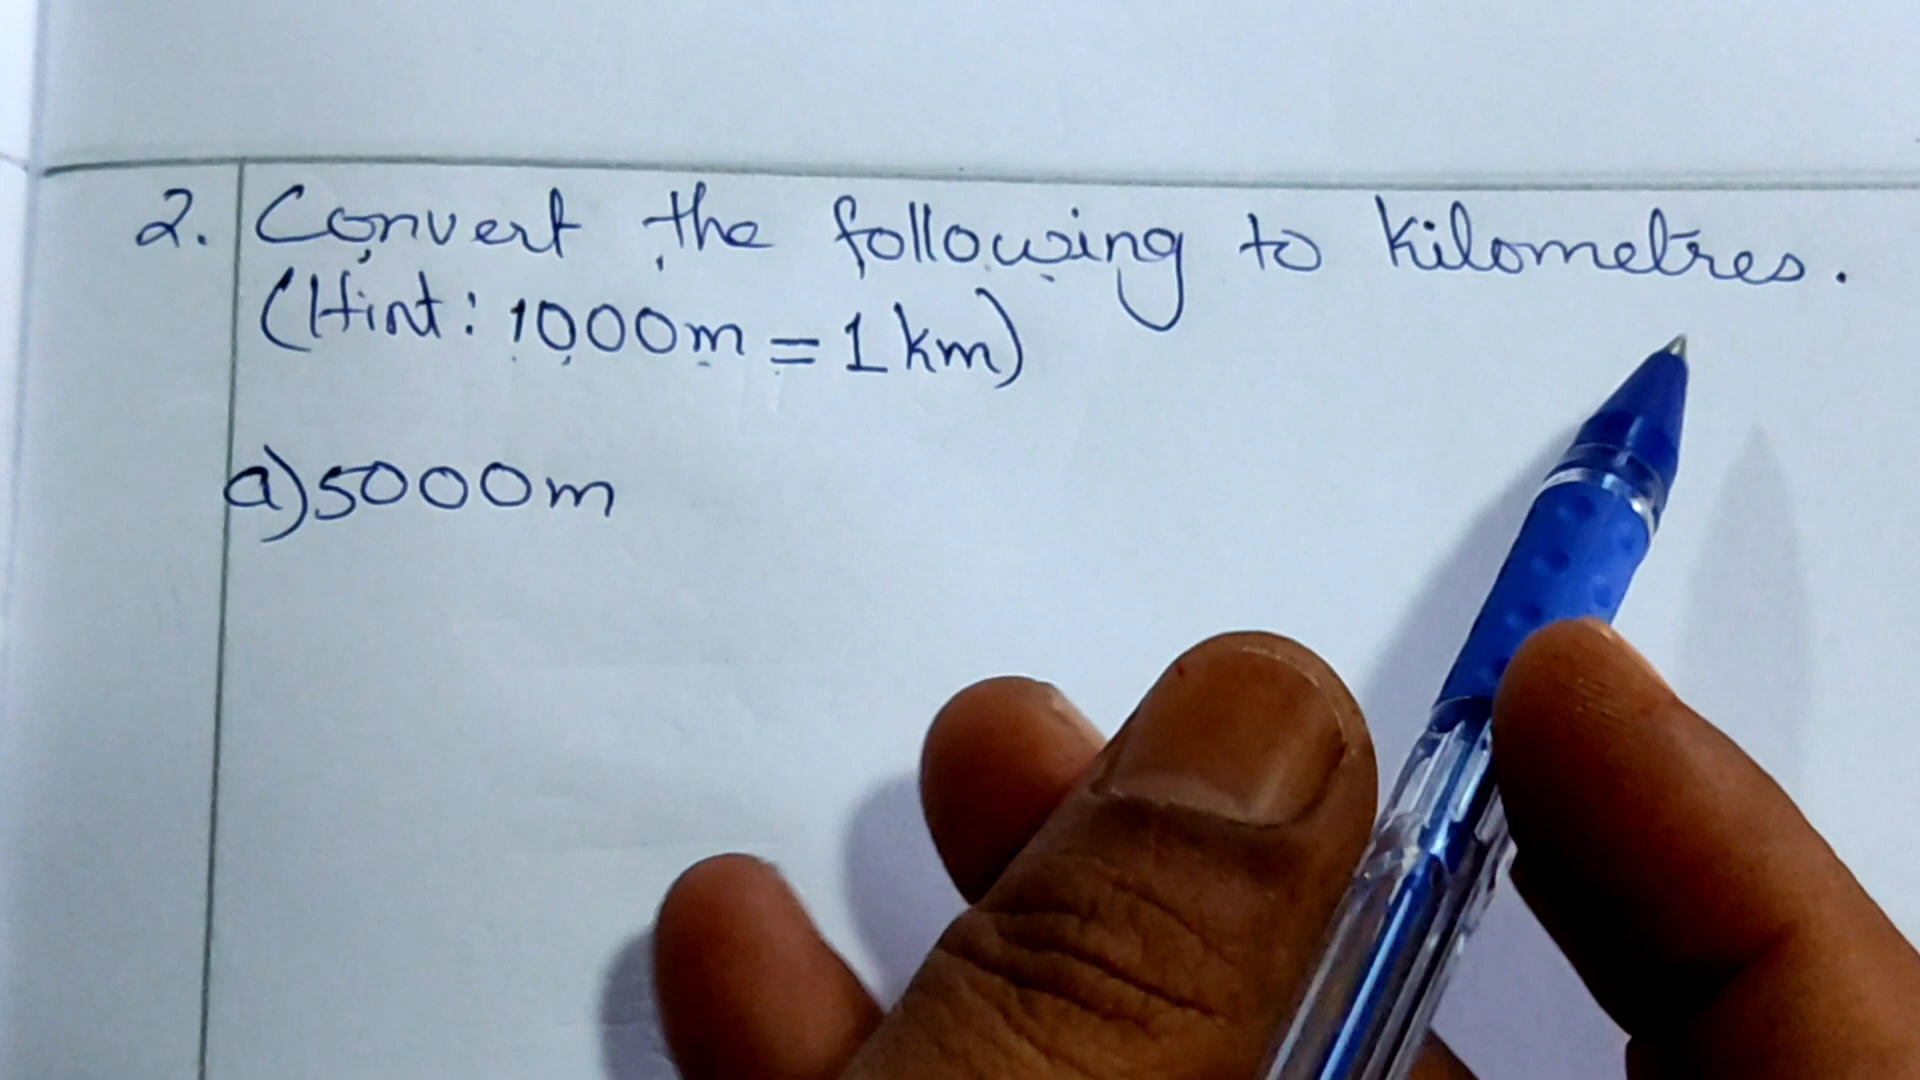 2. Convert the following to kilometres.
(Hint: 1000m = 1km)
a) 5000m